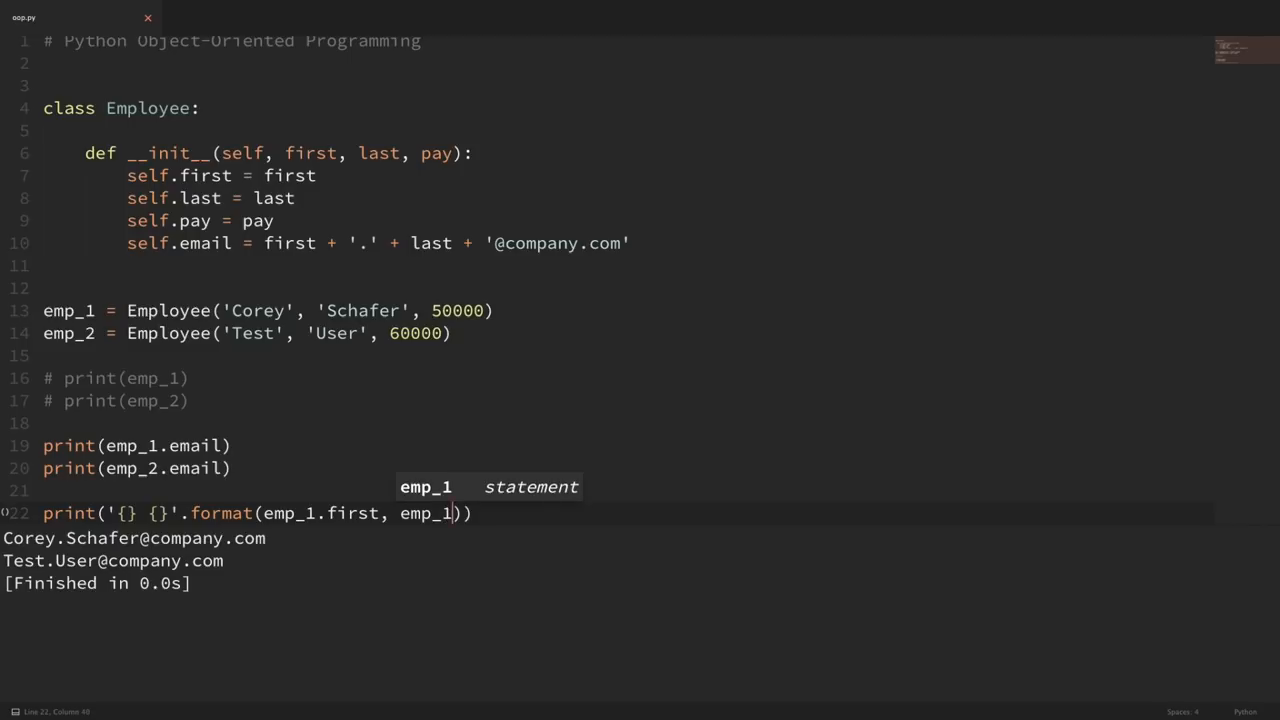 oop.py
1 # Python Object-Oriented Programming
2
3
4 class Employee:
5
6     def __init__(self, first, last, pay):
7         self.first = first
8         self.last = last
9         self.pay = pay
10         self.email = first + '.' + last + '@company.com'
11
12
13 emp_1 = Employee('Corey', 'Schafer', 50000)
14 emp_2 = Employee('Test', 'User', 60000)
15
16 # print(emp_1)
17 # print(emp_2)
18
19 print(emp_1.email)
20 print(emp_2.email)
21
emp_1 statement
22 print('{} {}'.format(emp_1.first, emp_1))
Corey.Schafer@company.com
Test.User@company.com
[Finished in 0.0s]
Line 22, Column 40 Spaces: 4 Python